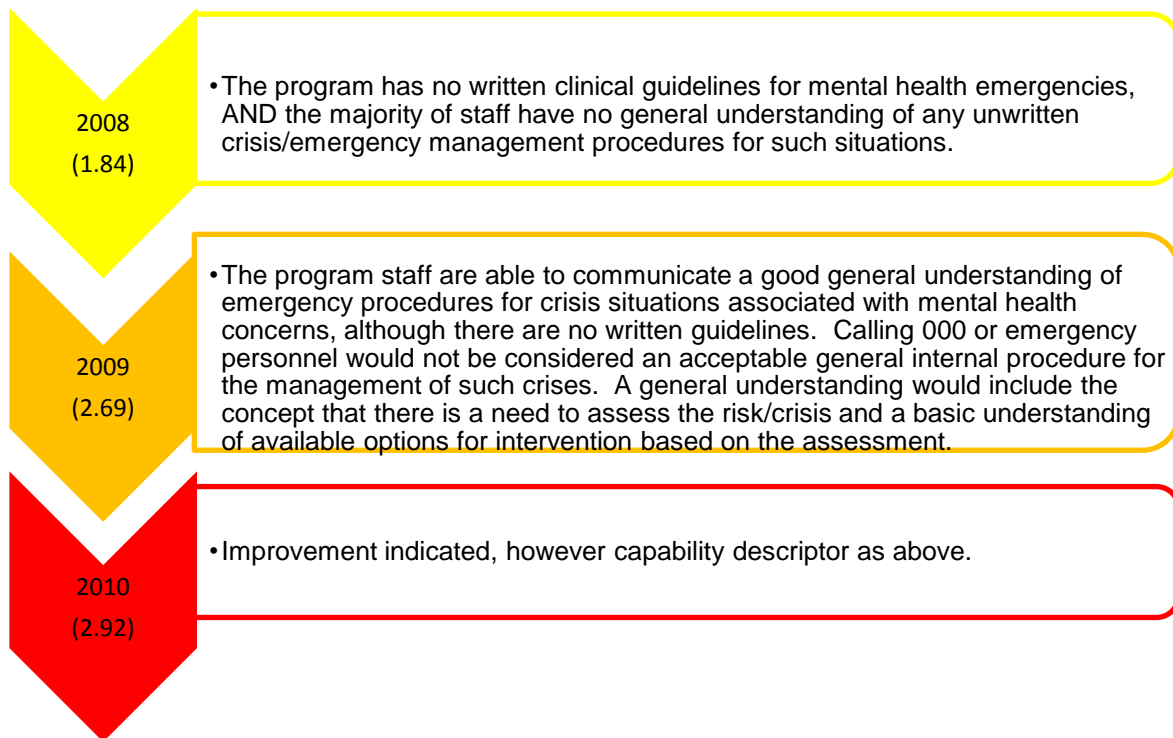 2008
(1.84)
•The program has no written clinical guidelines for mental health emergencies,
AND the majority of staff have no general understanding of any unwritten
crisis/emergency management procedures for such situations.
2009
(2.69)
•The program staff are able to communicate a good general understanding of
emergency procedures for crisis situations associated with mental health
concerns, although there are no written guidelines.  Calling 000 or emergency
personnel would not be considered an acceptable general internal procedure for
the management of such crises.  A general understanding would include the
concept that there is a need to assess the risk/crisis and a basic understanding
of available options for intervention based on the assessment.
2010
(2.92)
•Improvement indicated, however capability descriptor as above.